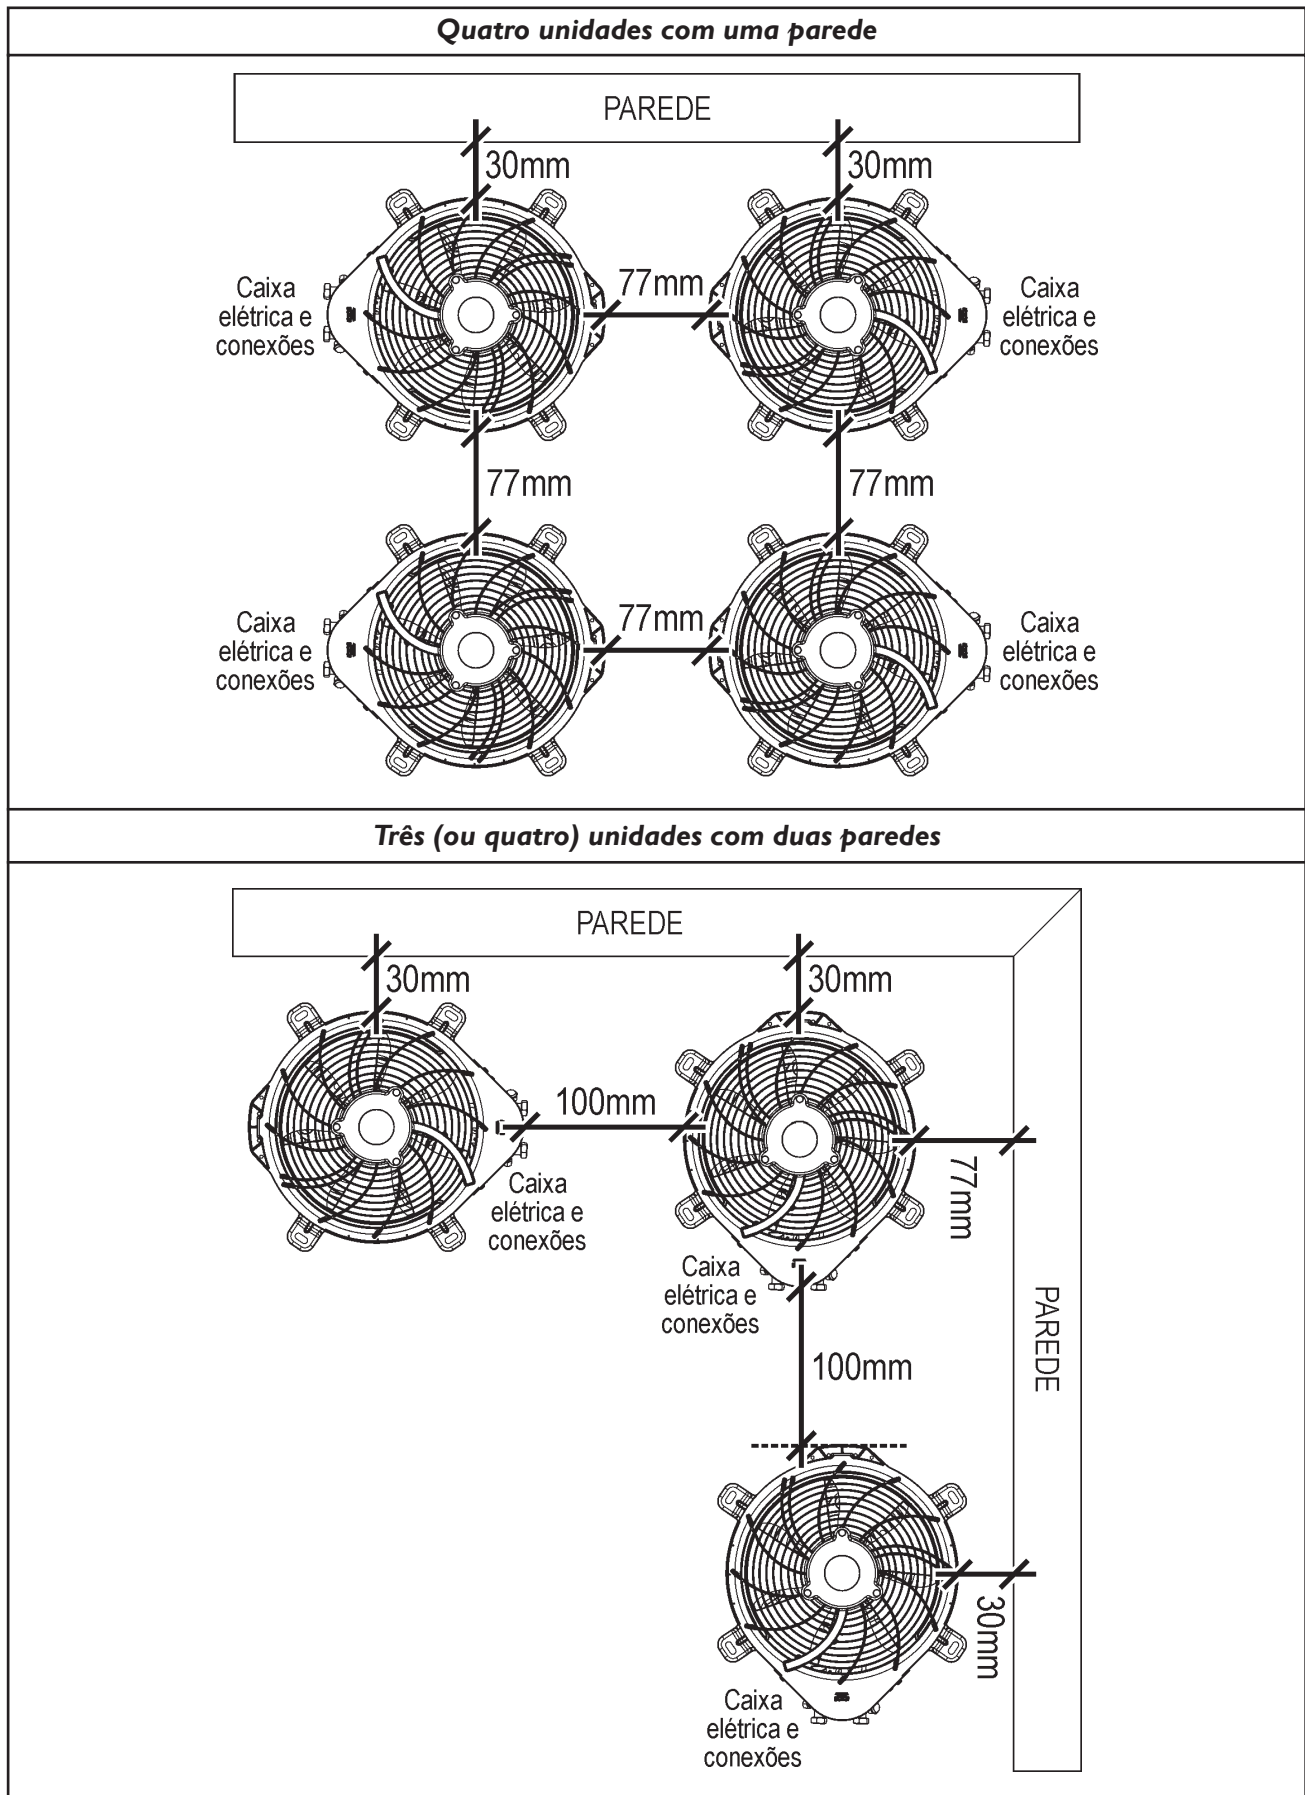 Quatro unidades com uma parede
PAREDE
30mm
30mm
Caixa
elétrica e
conexões
77mm
Caixa
elétrica e
conexões
77mm
77mm
Caixa
elétrica e
conexões
77mm
Caixa
elétrica e
conexões
Três (ou quatro) unidades com duas paredes
PAREDE
30mm
30mm
100mm
77mm
Caixa
elétrica e
conexões
Caixa
elétrica e
conexões
PAREDE
100mm
30mm
Caixa
elétrica e
conexões